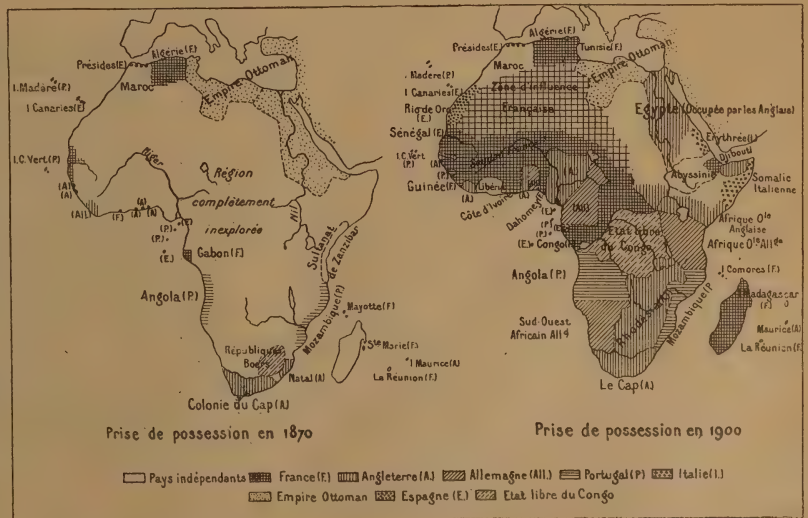 Algérie (F.)
Présides (E)
Maroc
I. Madère (P.)
I Canaries (E)
Empire Ottoman
I.C. Vert (P.)
Niger
Région
complètement
inexplorée
(A)
(A)
(A)
(F.)
(A)
(A)
(P.)
(E)
(E.)
Nil
Gabon (F)
Sultanat
de Zanzibar
Angola (P.)
Mozambique (P.)
Mayotte (F)
Ste Marie (F.)
Républiques
Boers
I Maurice (A)
La Réunion (F.)
Natal (A)
Colonie du Cap (A.)
Prise de possession en 1870
Algérie (F.)
Tunisie (F.)
Présides (E)
Maroc
Madère (P.)
I Canaries (E)
Empire Ottoman
Zone d'influence
Française
Rio de Oro
(E.)
Egypte (Occupée par les Anglais)
Sénégal (F)
Erythrée (I.)
Djibouti
I.C. Vert
(P.)
(A)
(P.)
Guinée (F)
(A)
Libéria
Côte d'Ivoire
(A)
Dahomey
(A.)
(All)
Abyssinie
Somalie
Italienne
(E.)
(P.)
(E.)
Congo (F.)
Etat libre
du Congo
Afrique Ole
Anglaise
Afrique Ole Allde
Angola (P.)
I Comores (F.)
Madagascar
(F.)
Mozambique (P
Rhodésia (A)
Maurice (A)
La Réunion (F.)
Sud-Ouest
Africain Alld
Le Cap (A.)
Prise de possession en 1900
Pays indépendants France (F.) Angleterre (A.) Allemagne (All.) Portugal (P) Italie (I.)
Empire Ottoman Espagne (E.) Etat libre du Congo